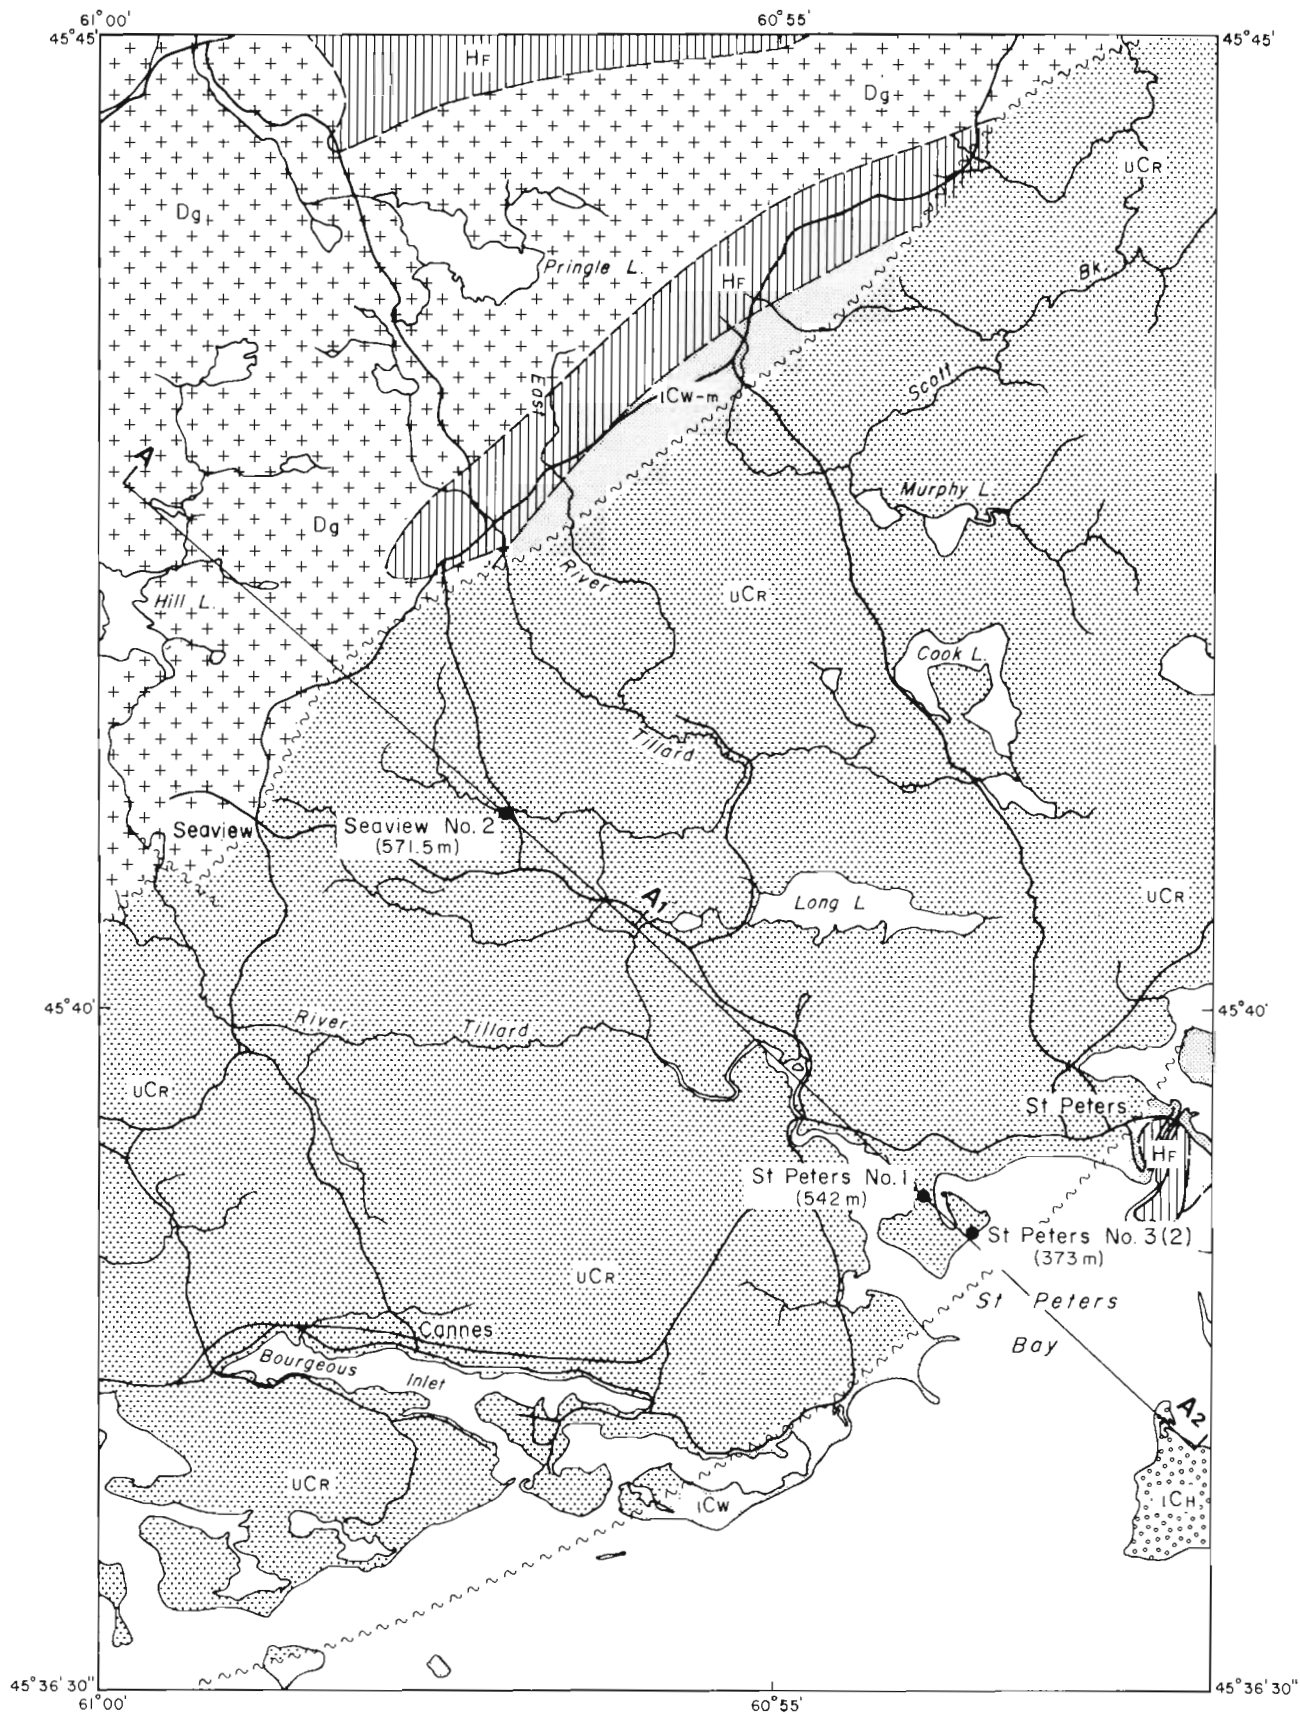 61°00'
60°55'
45°45'
45°45'
HF
Dg
uCR
Dg
Pringle L.
HF
Bk.
East
lCw-m
Scott
A
Murphy L.
Dg
River
Hill L.
uCR
Cook L.
Tillard
Seaview
Seaview No. 2
(571.5m)
A1
Long L
uCR
45°40'
45°40'
River
Tillard
uCR
St Peters
HF
St Peters No. 1
(542 m)
St Peters No. 3(2)
(373m)
uCR
St Peters
Bay
Cannes
Bourgeous
Inlet
A2
uCR
lCW
lCH
45°36'30"
45°36'30"
61°00'
60°55'